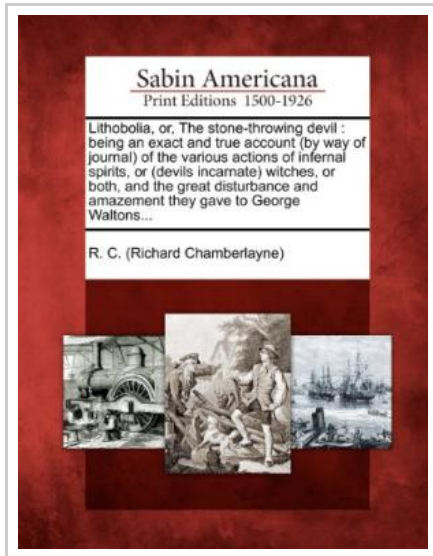 Sabin Americana
Print Editions 1500-1926
Lithobolia, or, The stone-throwing devil :
being an exact and true account (by way of
journal) of the various actions of infernal
spirits, or (devils incarnate) witches, or
both, and the great disturbance and
amazement they gave to George
Waltons...
R. C. (Richard Chamberlayne)